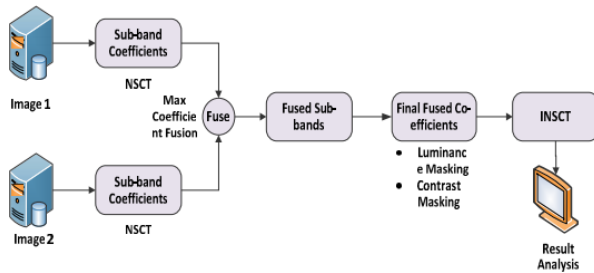 Image 1
Sub-band
Coefficients
NSCT
Max
Coefficie
nt Fusion
Fuse
Fused Sub-
bands
Final Fused Co-
efficients
• Luminanc
e Masking
• Contrast
Masking
INSCT
Image 2
Sub-band
Coefficients
NSCT
Result
Analysis